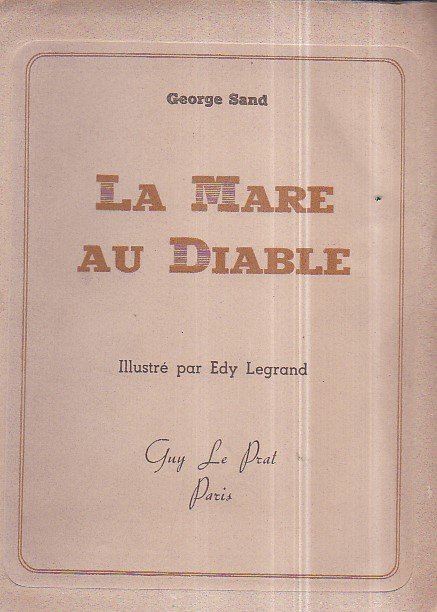 George Sand
La Mare
au Diable
Illustré par Edy Legrand
Guy Le Prat
Paris